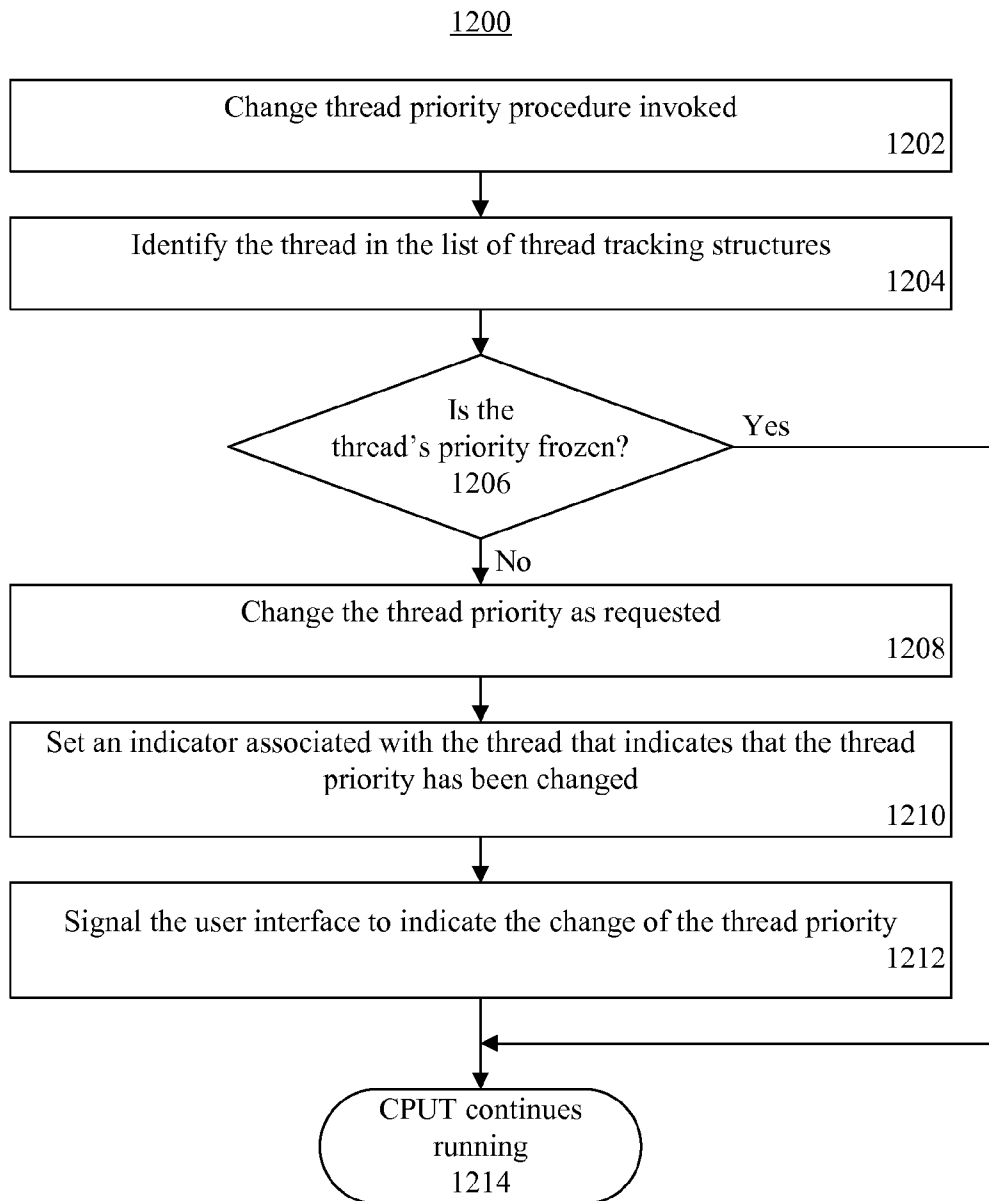 1200
Change thread priority procedure invoked
1202
Identify the thread in the list of thread tracking structures
1204
Is the
thread's priority frozen?
1206
Yes
No
Change the thread priority as requested
1208
Set an indicator associated with the thread that indicates that the thread
priority has been changed
1210
Signal the user interface to indicate the change of the thread priority
1212
CPUT continues
running
1214